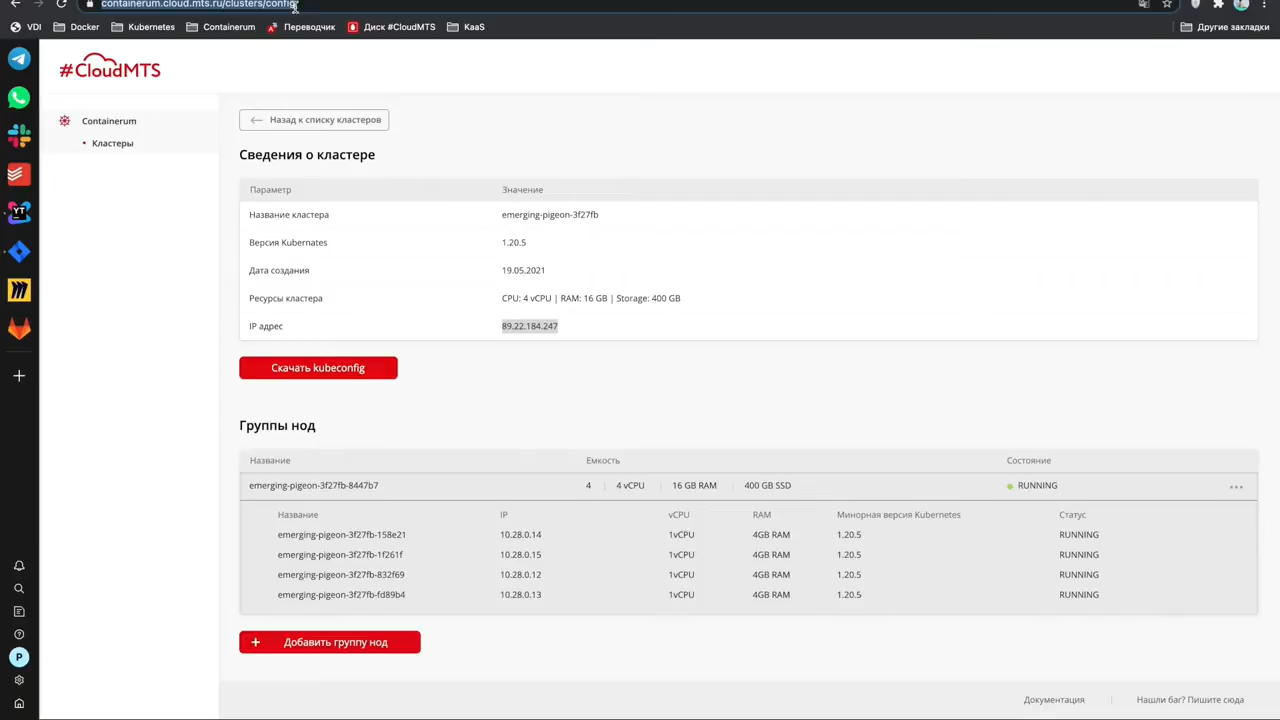 containerum.cloud.mts.ru/clusters/config
VDI Docker Kubernetes Containerum Переводчик Диск #CloudMTS KaaS Другие закладки
#CloudMTS
Containerum
• Кластеры
← Назад к списку кластеров
Сведения о кластере
Параметр Значение
Название кластера emerging-pigeon-3f27fb
Версия Kubernates 1.20.5
Дата создания 19.05.2021
Ресурсы кластера CPU: 4 vCPU | RAM: 16 GB | Storage: 400 GB
IP адрес 89.22.184.247
Скачать kubeconfig
Группы нод
Название Емкость Состояние
emerging-pigeon-3f27fb-8447b7 4 | 4 vCPU | 16 GB RAM | 400 GB SSD RUNNING
Название IP vCPU RAM Минорная версия Kubernetes Статус
emerging-pigeon-3f27fb-158e21 10.28.0.14 1vCPU 4GB RAM 1.20.5 RUNNING
emerging-pigeon-3f27fb-1f261f 10.28.0.15 1vCPU 4GB RAM 1.20.5 RUNNING
emerging-pigeon-3f27fb-832f69 10.28.0.12 1vCPU 4GB RAM 1.20.5 RUNNING
emerging-pigeon-3f27fb-fd89b4 10.28.0.13 1vCPU 4GB RAM 1.20.5 RUNNING
+ Добавить группу нод
Документация | Нашли баг? Пишите сюда
YT
P